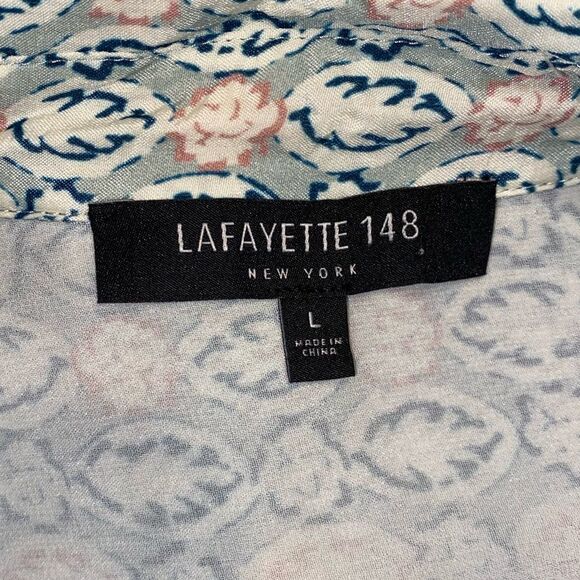 LAFAYETTE 148
NEW YORK
L
MADE IN
CHINA